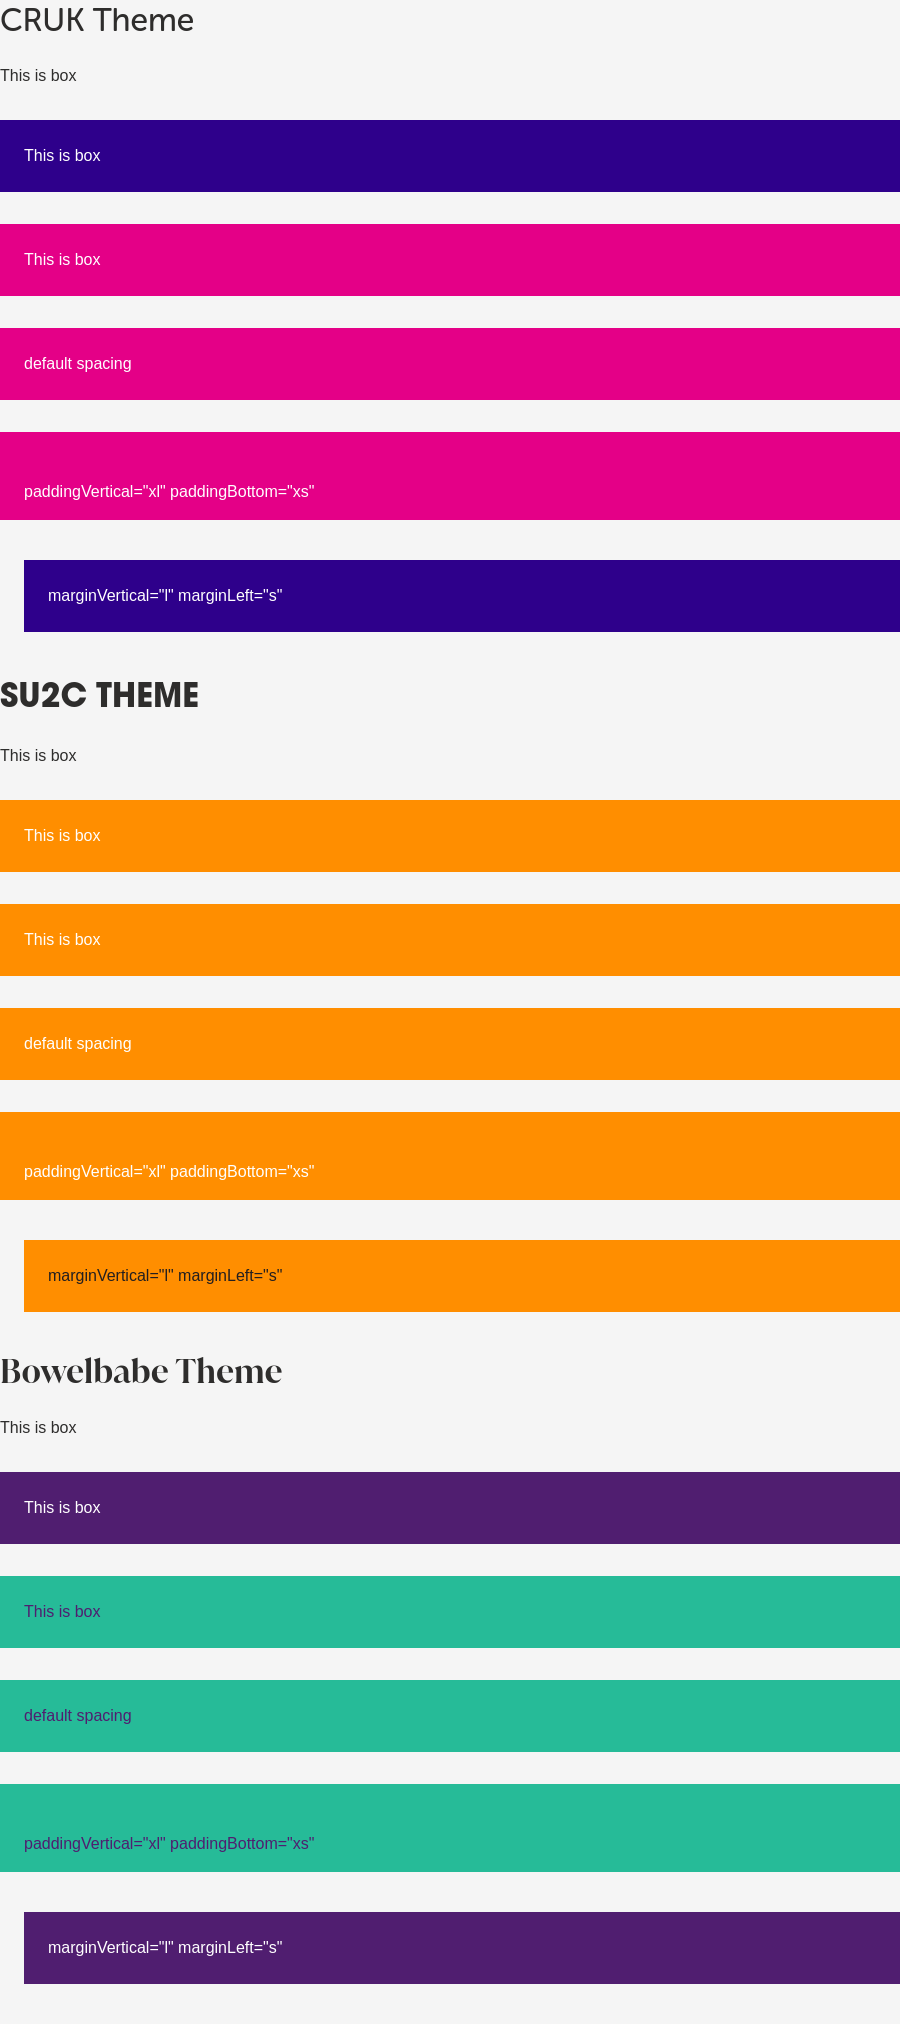 CRUK Theme
This is box
This is box
This is box
default spacing
paddingVertical="xl" paddingBottom="xs"
marginVertical="l" marginLeft="s"
SU2C THEME
This is box
This is box
This is box
default spacing
paddingVertical="xl" paddingBottom="xs"
marginVertical="l" marginLeft="s"
Bowelbabe Theme
This is box
This is box
This is box
default spacing
paddingVertical="xl" paddingBottom="xs"
marginVertical="l" marginLeft="s"